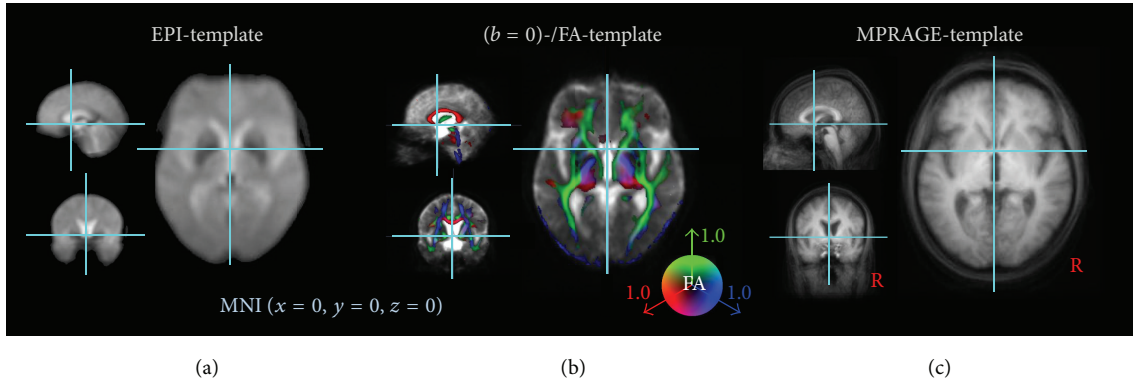 EPI-template
(b = 0)-/FA-template
MPRAGE-template
1.0
FA
1.0
1.0
R
R
MNI (x = 0, y = 0, z = 0)
(a)
(b)
(c)